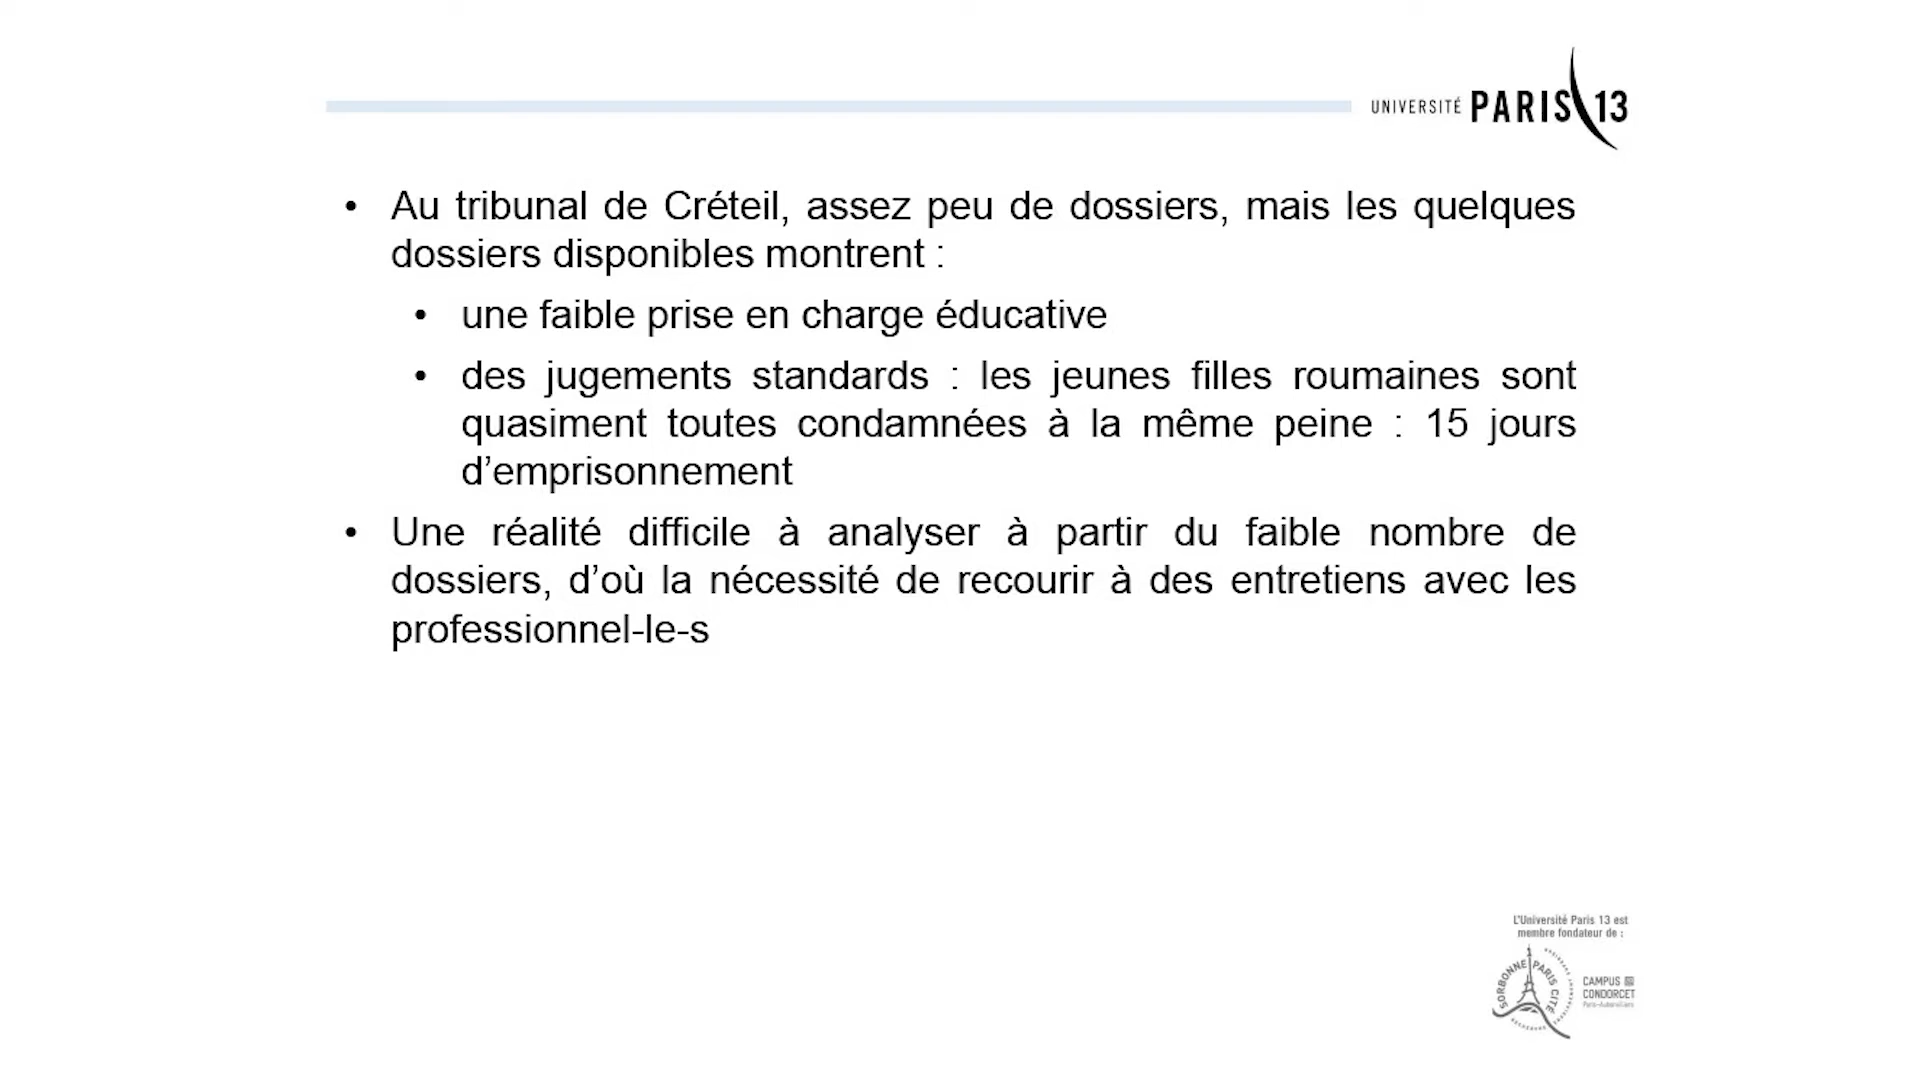 UNIVERSITÉ PARIS 13
• Au tribunal de Créteil, assez peu de dossiers, mais les quelques
dossiers disponibles montrent :
• une faible prise en charge éducative
• des jugements standards : les jeunes filles roumaines sont
quasiment toutes condamnées à la même peine : 15 jours
d’emprisonnement
• Une réalité difficile à analyser à partir du faible nombre de
dossiers, d’où la nécessité de recourir à des entretiens avec les
professionnel-le-s
L'Université Paris 13 est
membre fondateur de :
SORBONNE PARIS CITÉ
CAMPUS
CONDORCET